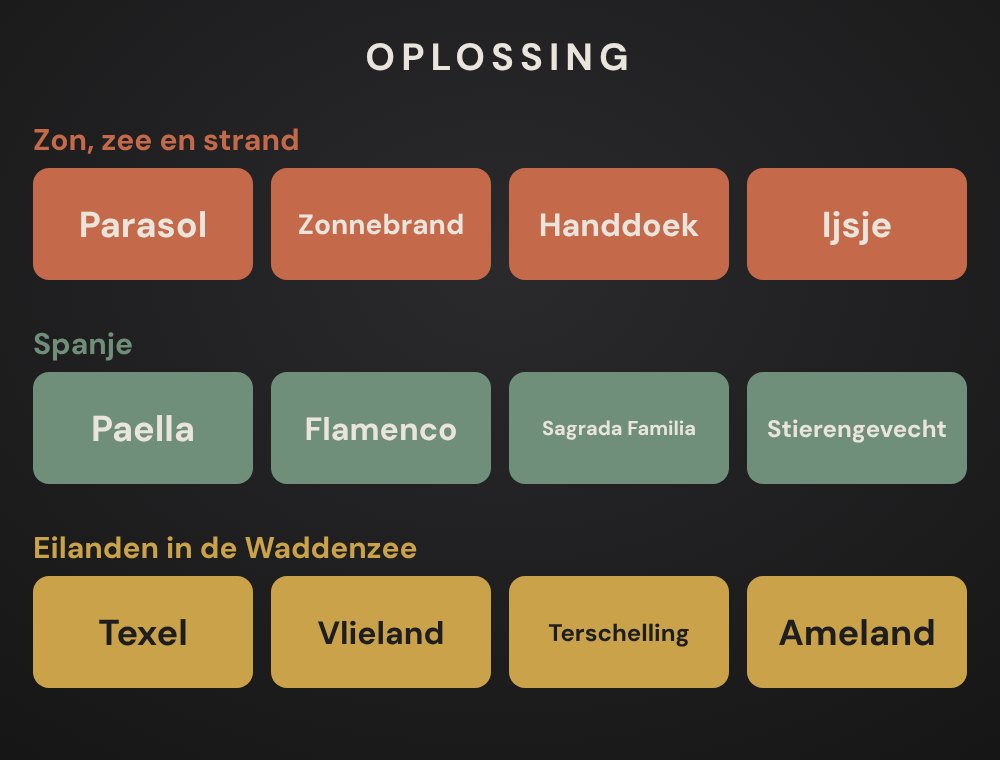 OPLOSSING
Zon, zee en strand
Parasol Zonnebrand Handdoek Ijsje
Spanje
Paella Flamenco Sagrada Familia Stierengevecht
Eilanden in de Waddenzee
Texel Vlieland Terschelling Ameland